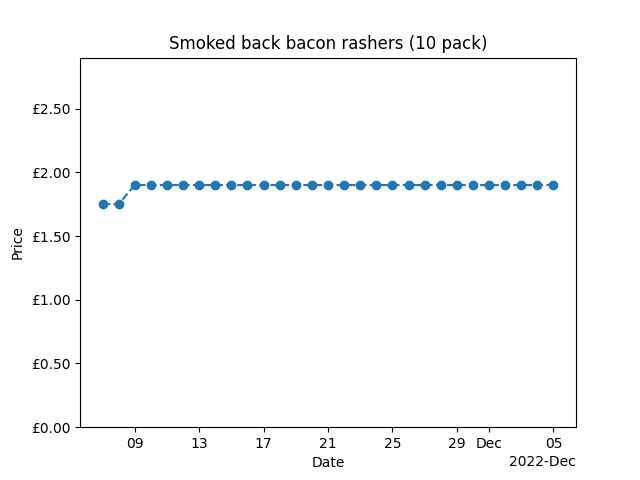 Smoked back bacon rashers (10 pack)
£2.50
£2.00
£1.50
£1.00
£0.50
£0.00
Price
09 13 17 21 25 29 Dec 05
Date
2022-Dec